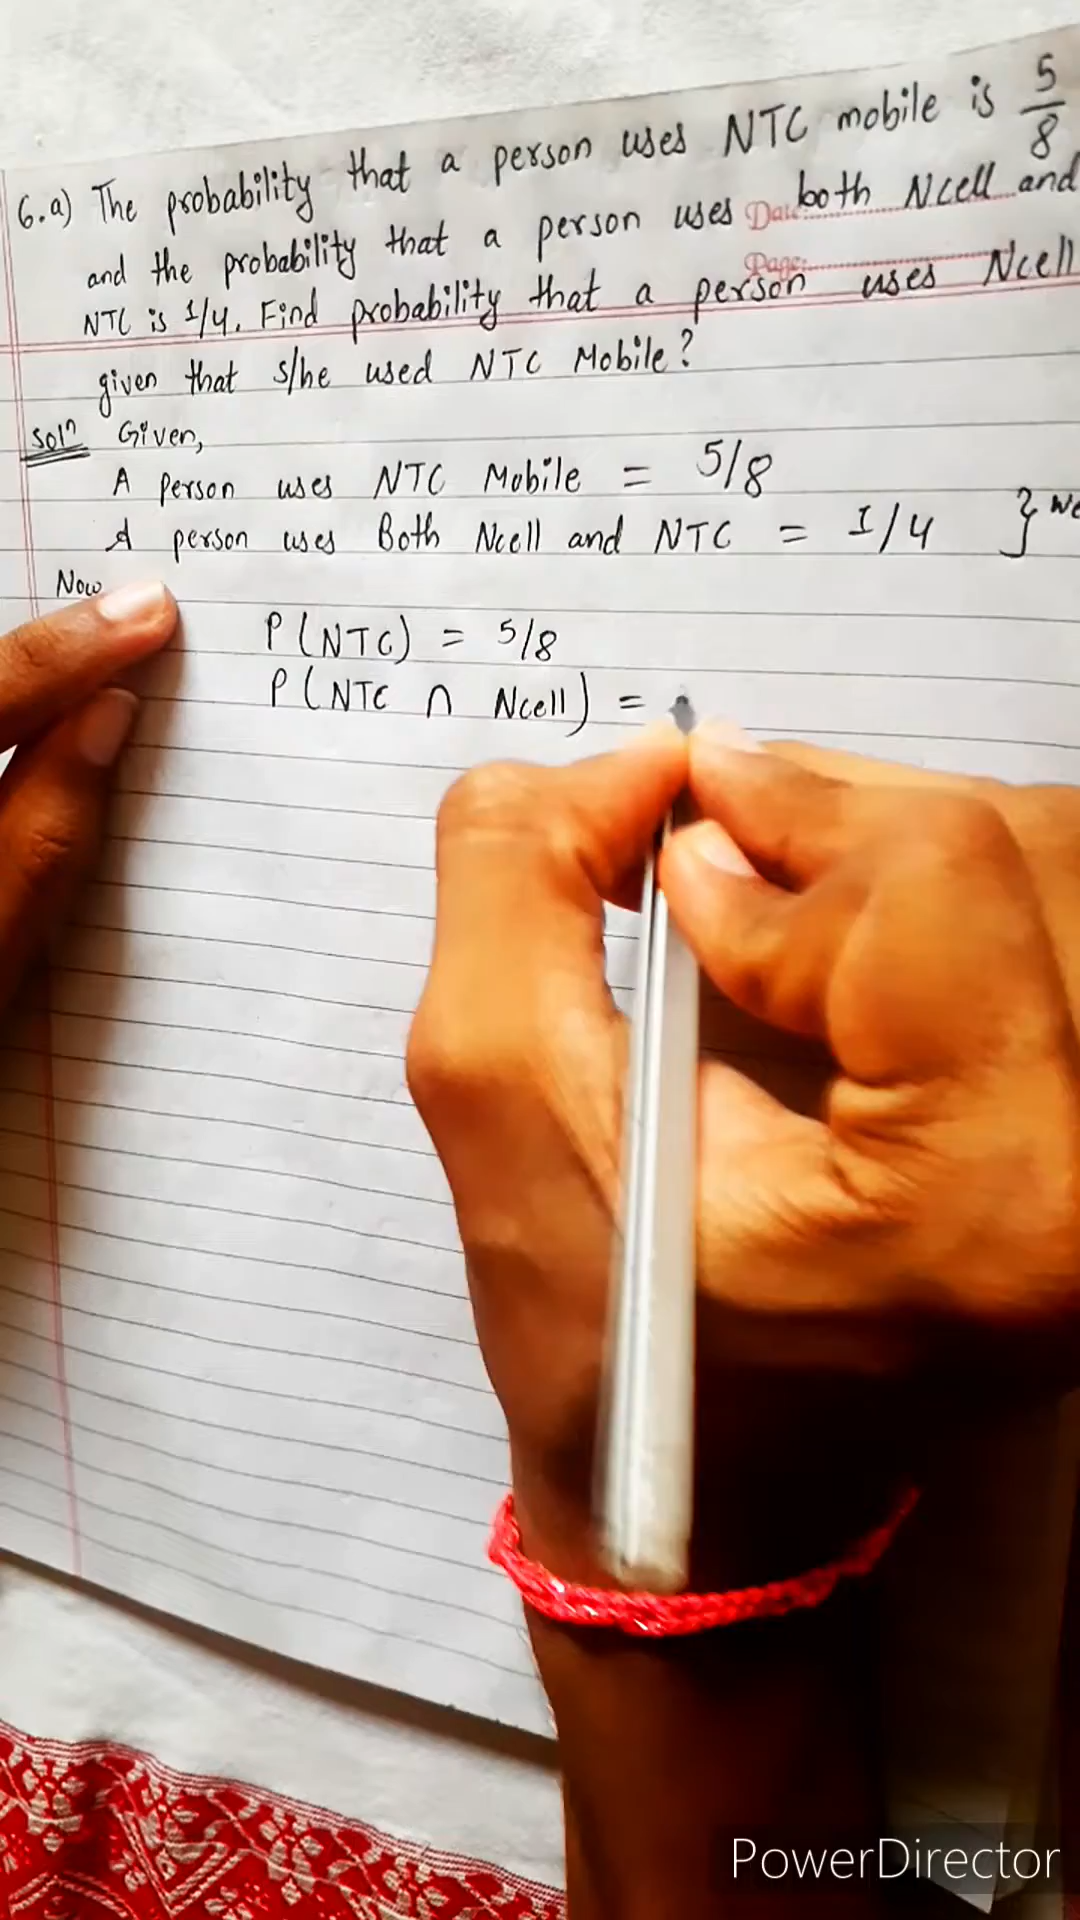 6.a) The probability that a person uses NTC mobile is 5/8
and the probability that a person uses both Ncell and
Date:
Page:
NTC is 1/4. Find probability that a person uses Ncell
given that s/he used NTC Mobile?
Soln Given,
A person uses NTC Mobile = 5/8
A person uses Both Ncell and NTC = 1/4 }
Now
P(NTC) = 5/8
P(NTC ∩ Ncell) =
PowerDirector